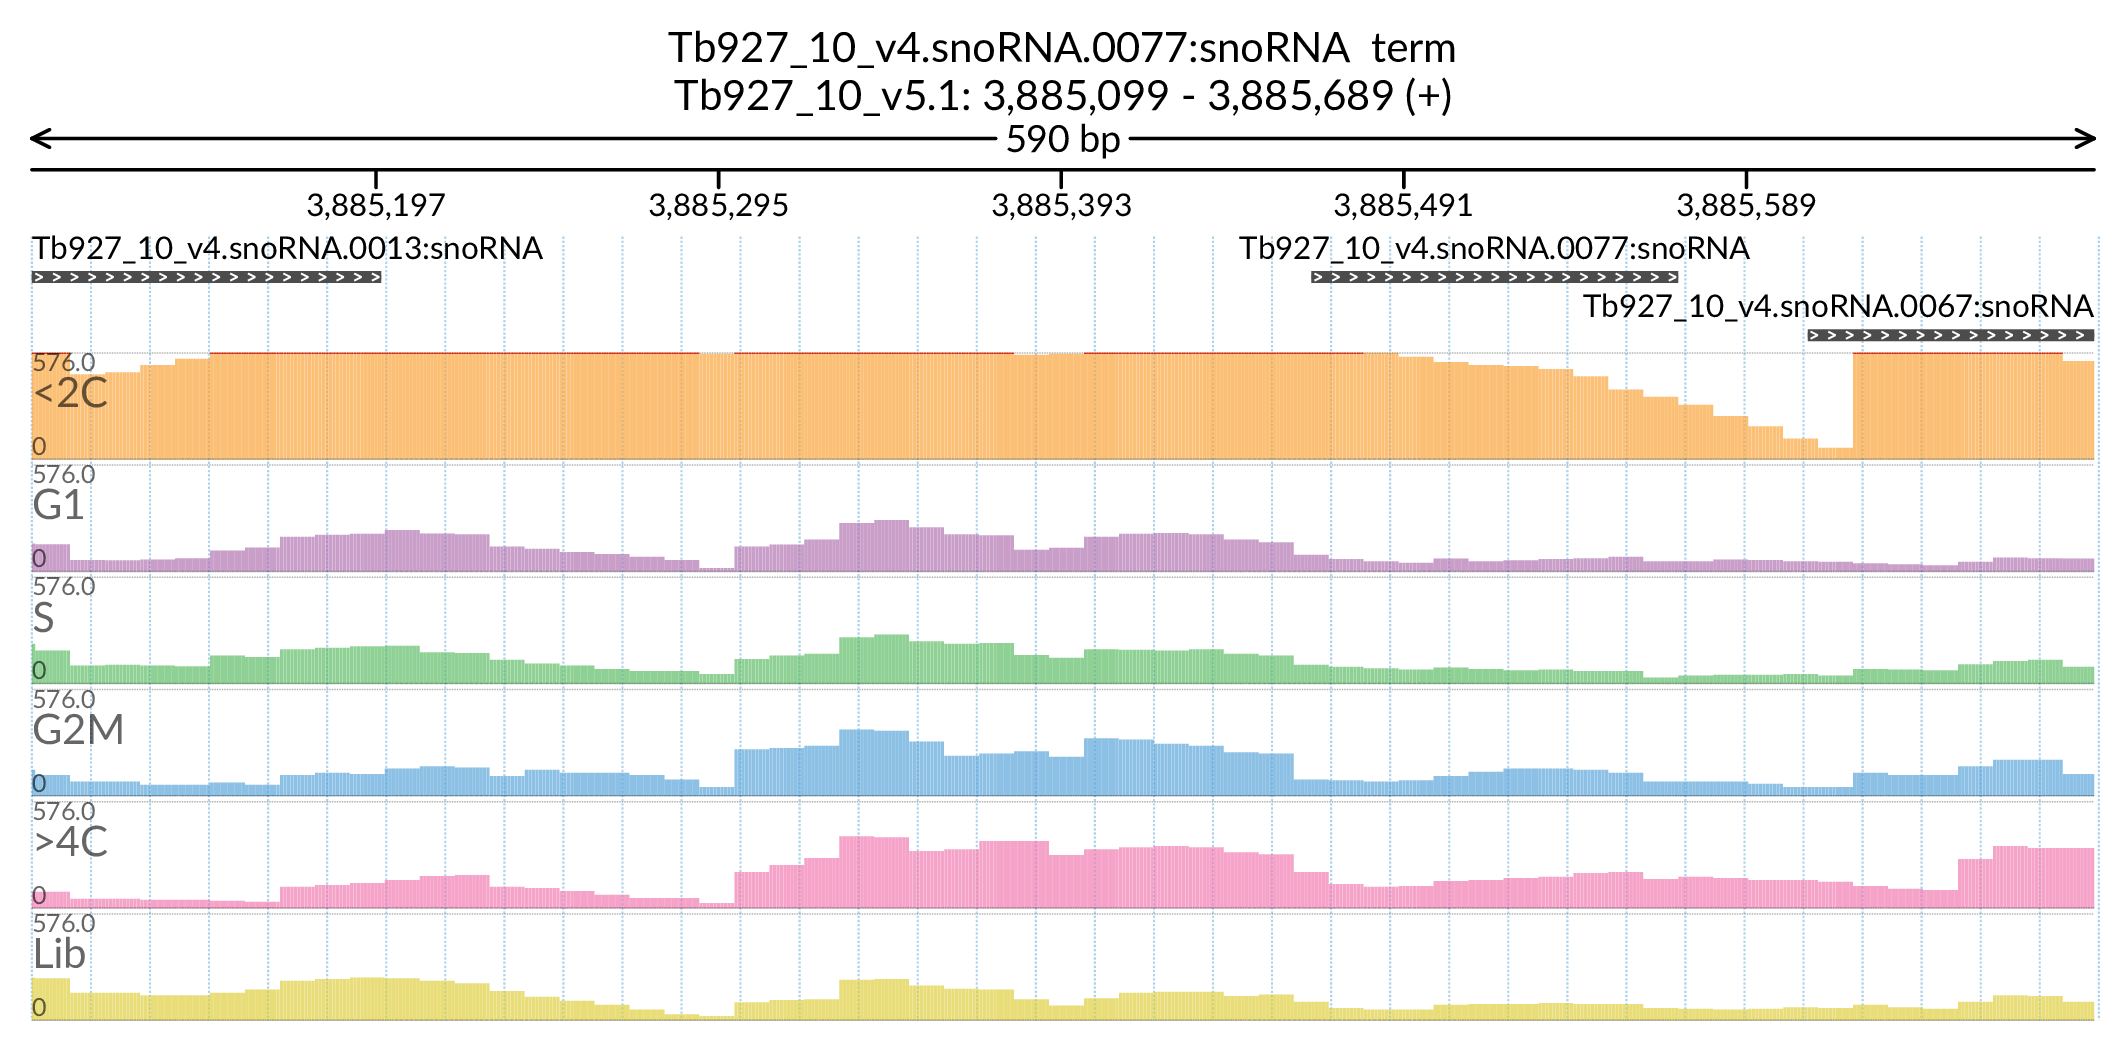 Tb927_10_v4.snoRNA.0077:snoRNA term
Tb927_10_v5.1: 3,885,099 - 3,885,689 (+)
590 bp
3,885,197 3,885,295 3,885,393 3,885,491 3,885,589
Tb927_10_v4.snoRNA.0013:snoRNA Tb927_10_v4.snoRNA.0077:snoRNA
Tb927_10_v4.snoRNA.0067:snoRNA
576.0
<2C
0
576.0
G1
0
576.0
S
0
576.0
G2M
0
576.0
>4C
0
576.0
Lib
0